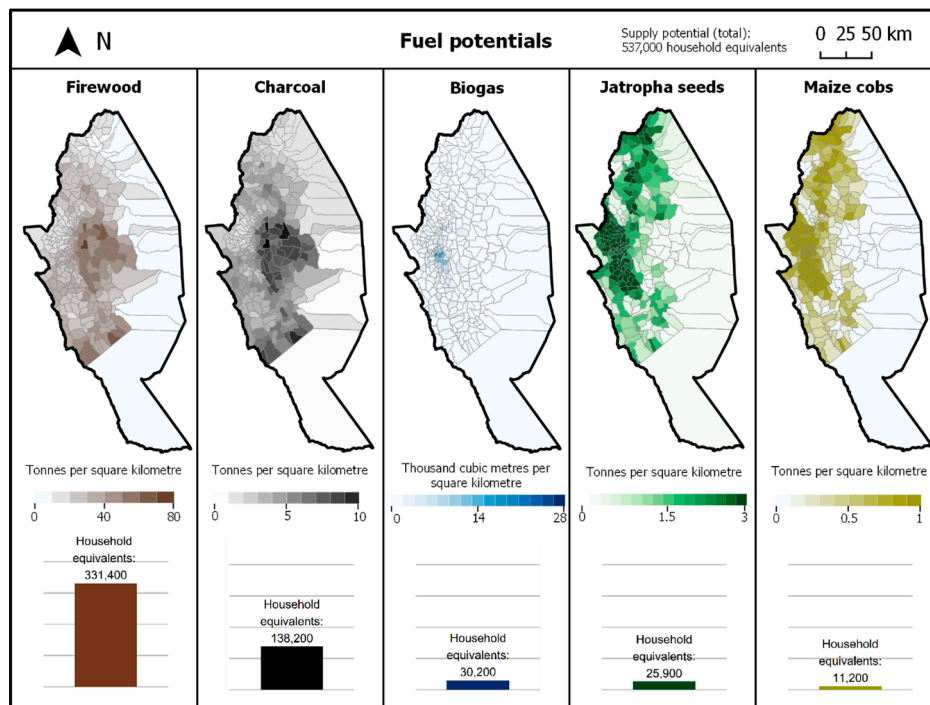 N
Fuel potentials
Supply potential (total):
537,000 household equivalents
0 25 50 km
Firewood
Charcoal
Biogas
Jatropha seeds
Maize cobs
Tonnes per square kilometre
0 40 80
Tonnes per square kilometre
0 5 10
Thousand cubic metres per
square kilometre
0 14 28
Tonnes per square kilometre
0 1.5 3
Tonnes per square kilometre
0 0.5 1
Household
equivalents:
331,400
Household
equivalents:
138,200
Household
equivalents:
30,200
Household
equivalents:
25,900
Household
equivalents:
11,200